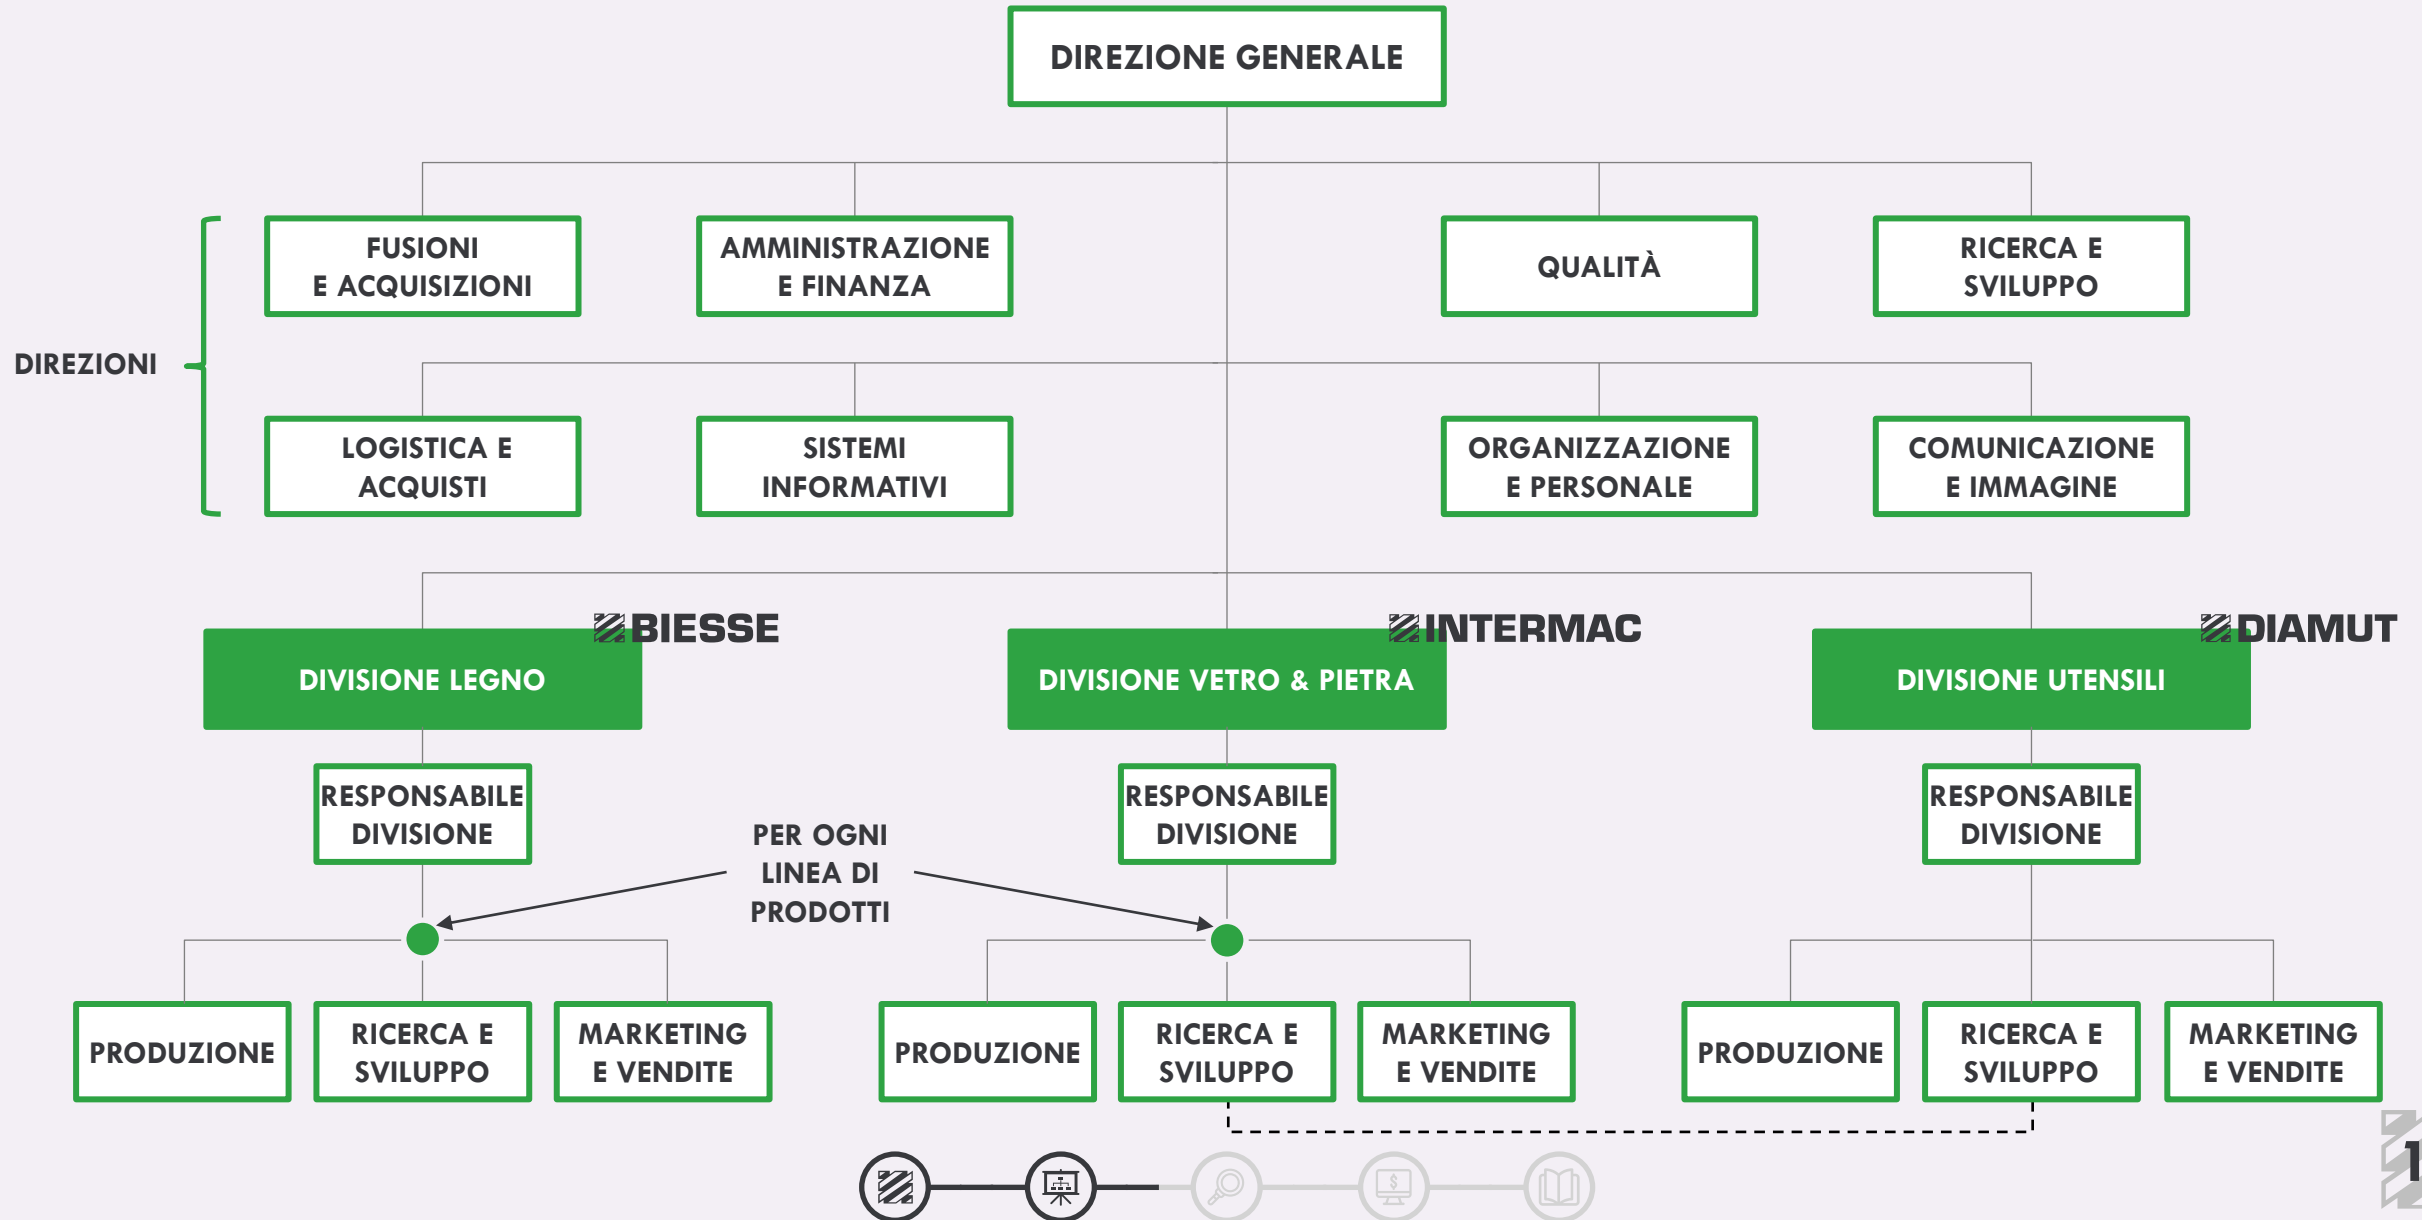 DIREZIONE GENERALE
FUSIONI
E ACQUISIZIONI
AMMINISTRAZIONE
E FINANZA
QUALITÀ
RICERCA E
SVILUPPO
DIREZIONI
LOGISTICA E
ACQUISTI
SISTEMI
INFORMATIVI
ORGANIZZAZIONE
E PERSONALE
COMUNICAZIONE
E IMMAGINE
BIESSE
INTERMAC
DIAMUT
DIVISIONE LEGNO
DIVISIONE VETRO & PIETRA
DIVISIONE UTENSILI
RESPONSABILE
DIVISIONE
PER OGNI
LINEA DI
PRODOTTI
RESPONSABILE
DIVISIONE
RESPONSABILE
DIVISIONE
PRODUZIONE
RICERCA E
SVILUPPO
MARKETING
E VENDITE
PRODUZIONE
RICERCA E
SVILUPPO
MARKETING
E VENDITE
PRODUZIONE
RICERCA E
SVILUPPO
MARKETING
E VENDITE
$